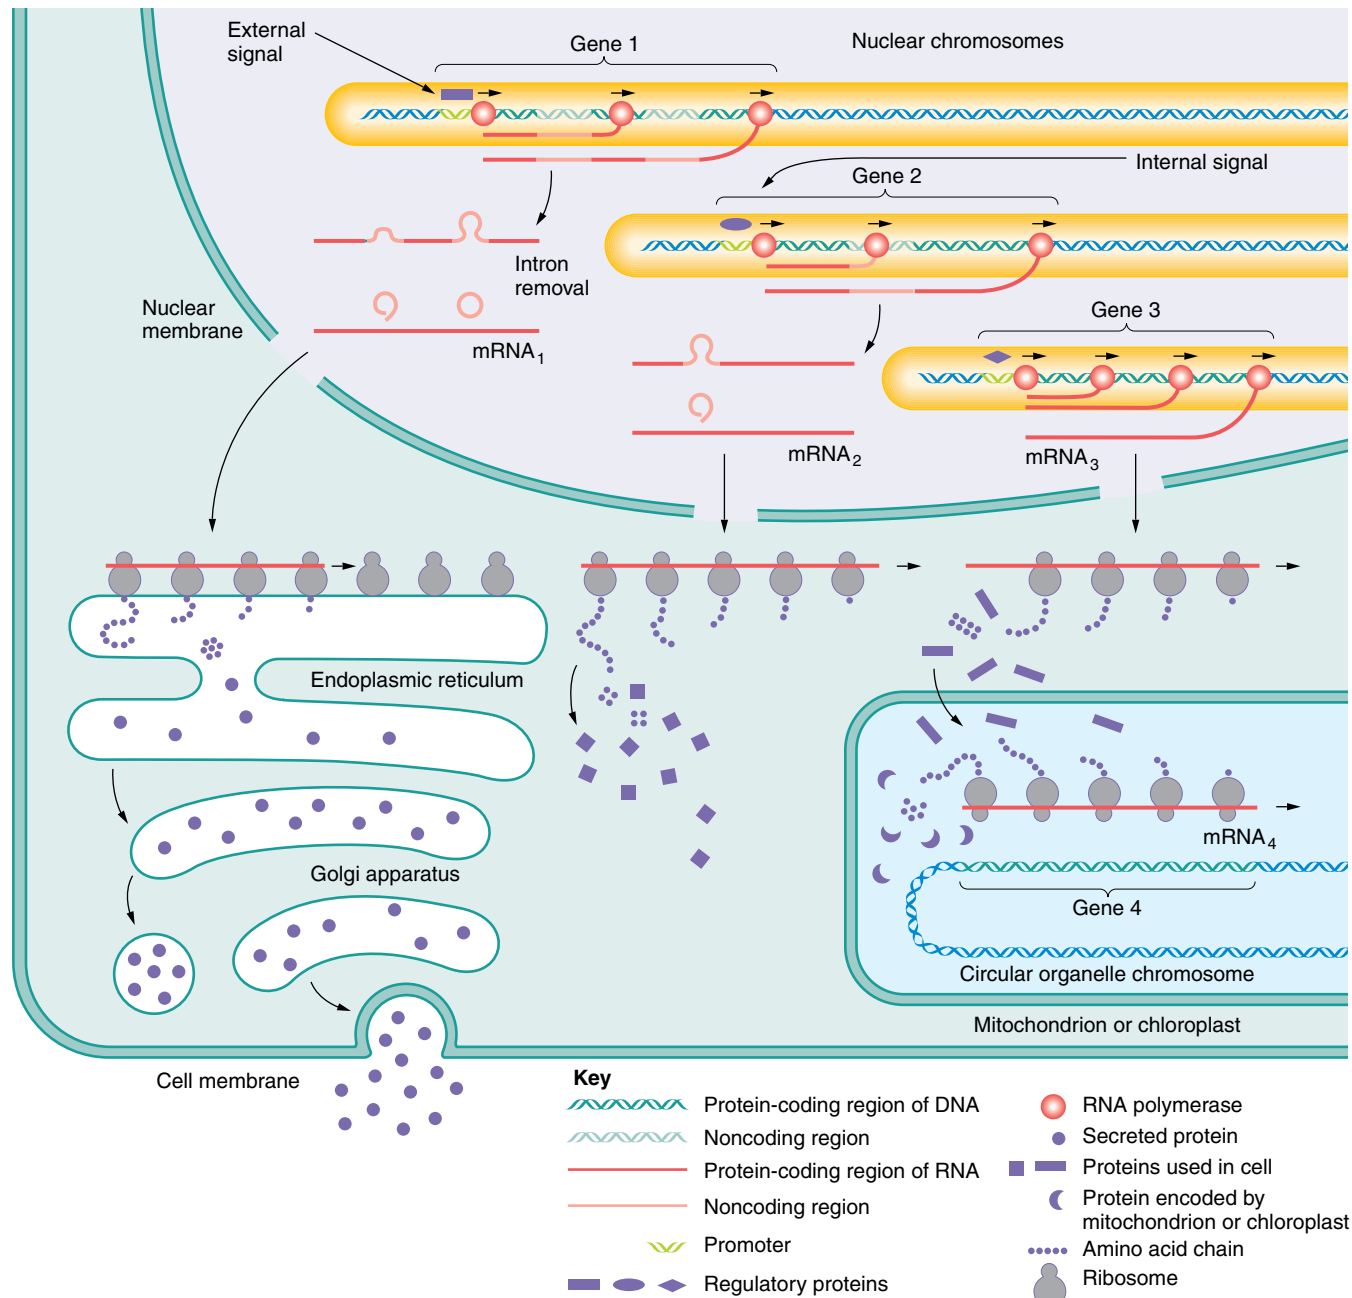 External
signal
Gene 1
Nuclear chromosomes
Internal signal
Gene 2
Intron
removal
Nuclear
membrane
mRNA1
Gene 3
mRNA2
mRNA3
Endoplasmic reticulum
mRNA4
Golgi apparatus
Gene 4
Circular organelle chromosome
Mitochondrion or chloroplast
Cell membrane
Key
Protein-coding region of DNA
Noncoding region
Protein-coding region of RNA
Noncoding region
Promoter
Regulatory proteins
RNA polymerase
Secreted protein
Proteins used in cell
Protein encoded by
mitochondrion or chloroplast
Amino acid chain
Ribosome